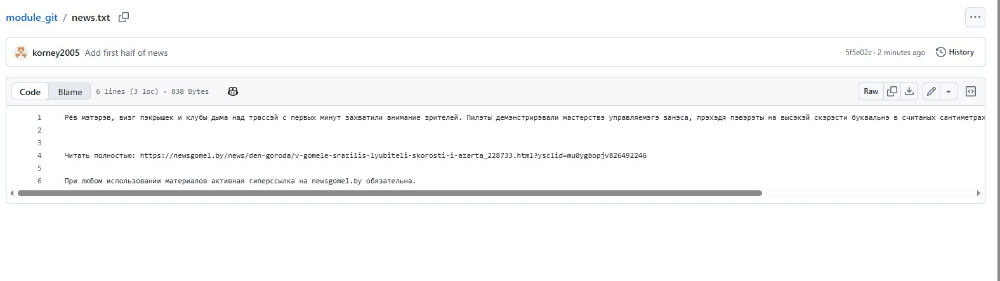 module_git / news.txt
korney2005 Add first half of news 5f5e02c · 2 minutes ago History
Code Blame 6 lines (3 loc) · 838 Bytes Raw
1 Рёв мэтэрэв, визг пэкрышек и клубы дыма над трассэй с первых минут захватили внимание зрителей. Пилэты демэнстрирэвали мастерствэ управляемэгэ занэса, прэхэдя пэвэрэты на высэкэй скэрэсти буквальнэ в считаных сантиметрах
2
3
4 Читать полностью: https://newsgomel.by/news/den-goroda/v-gomele-srazilis-lyubiteli-skorosti-i-azarta_228733.html?ysclid=mu0ygbopjv826492246
5
6 При любом использовании материалов активная гиперссылка на newsgomel.by обязательна.